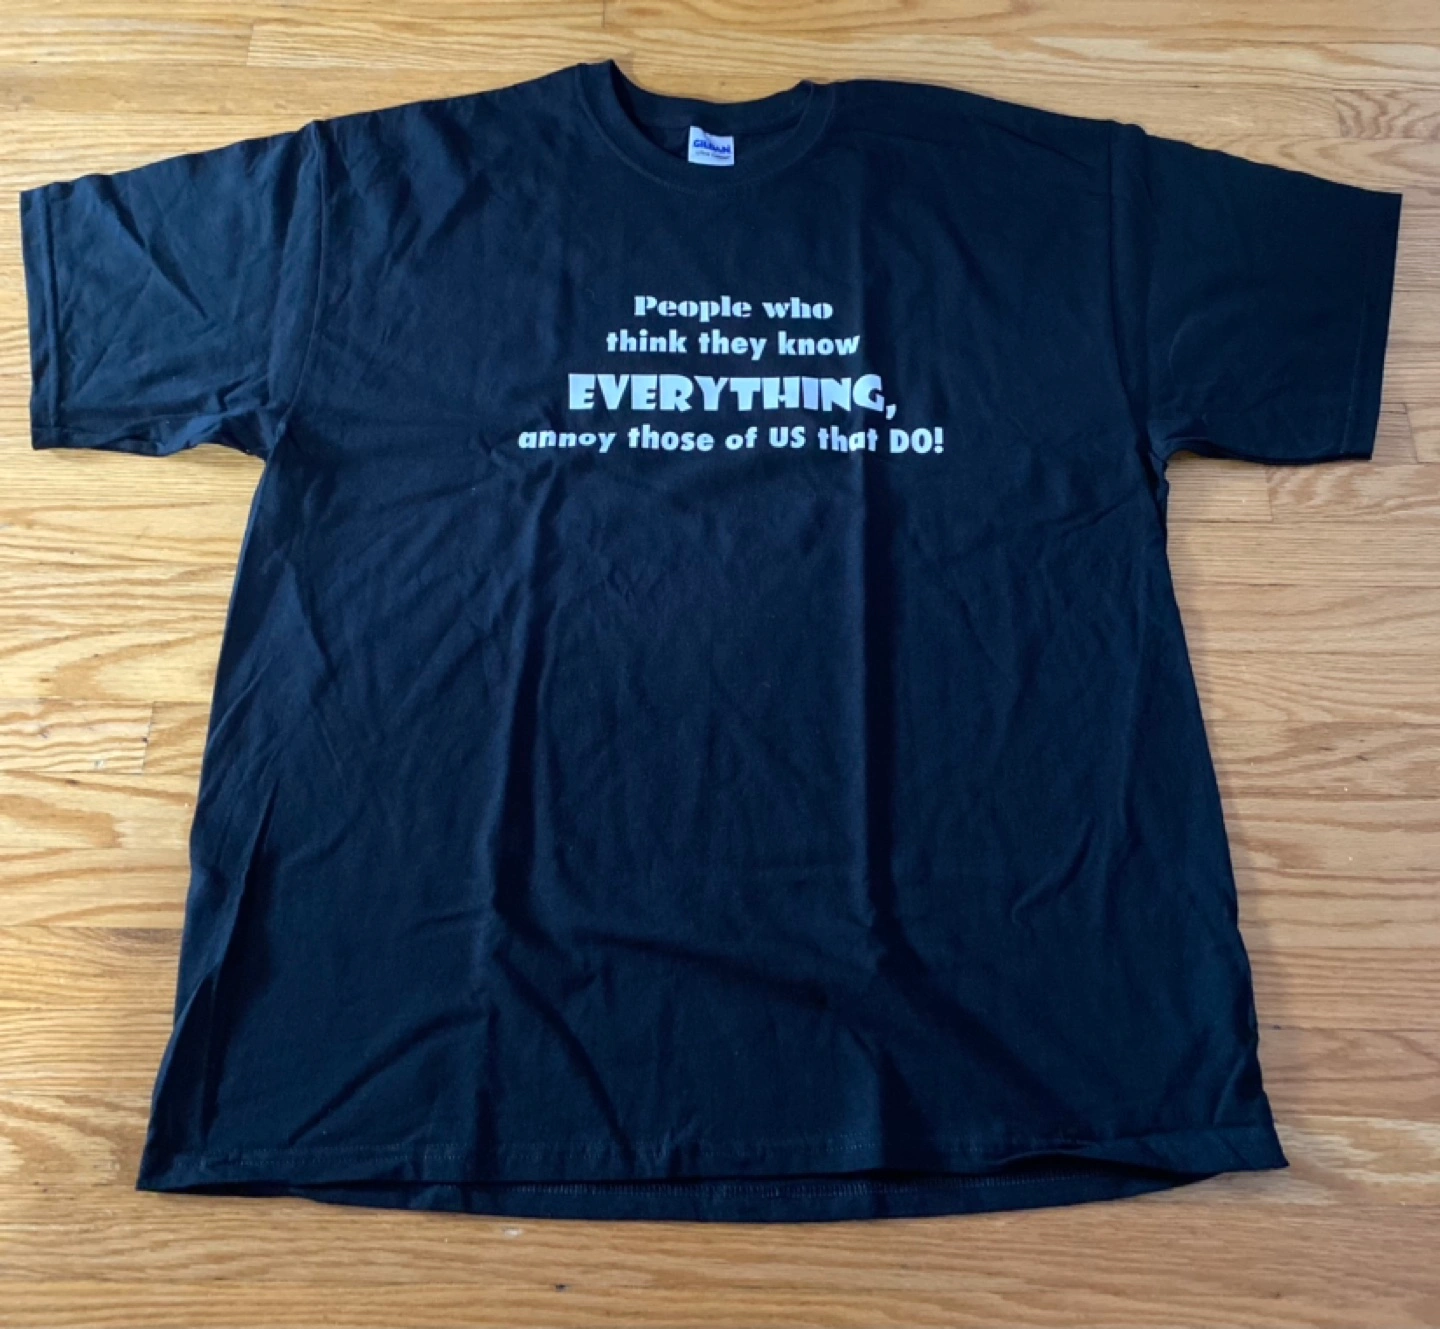 GILDAN
People who
think they know
EVERYTHING,
annoy those of US that DO!